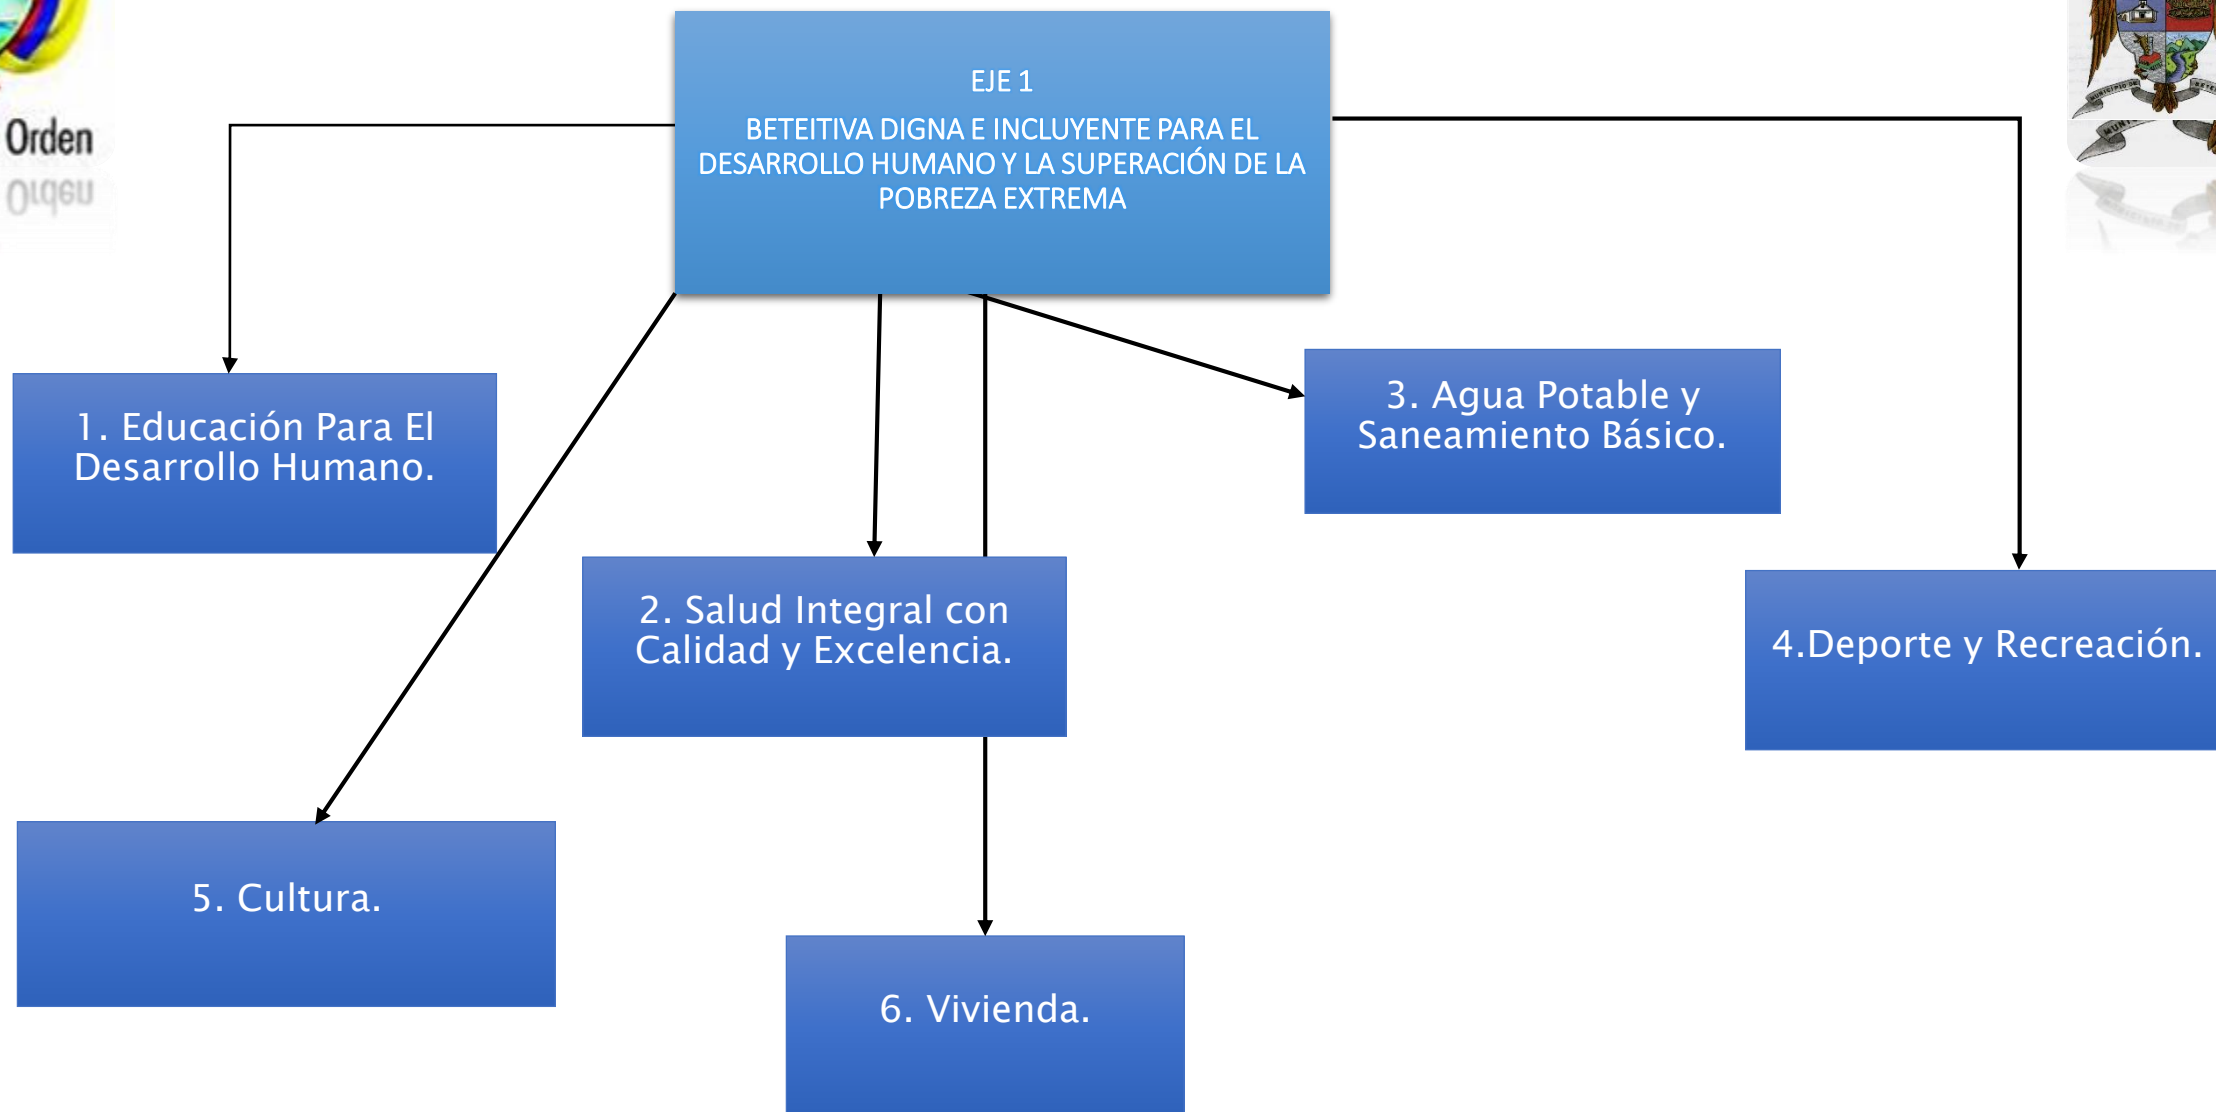 Orden
EJE 1
BETEITIVA DIGNA E INCLUYENTE PARA EL
DESARROLLO HUMANO Y LA SUPERACIÓN DE LA
POBREZA EXTREMA
1. Educación Para El
Desarrollo Humano.
2. Salud Integral con
Calidad y Excelencia.
3. Agua Potable y
Saneamiento Básico.
4.Deporte y Recreación.
5. Cultura.
6. Vivienda.